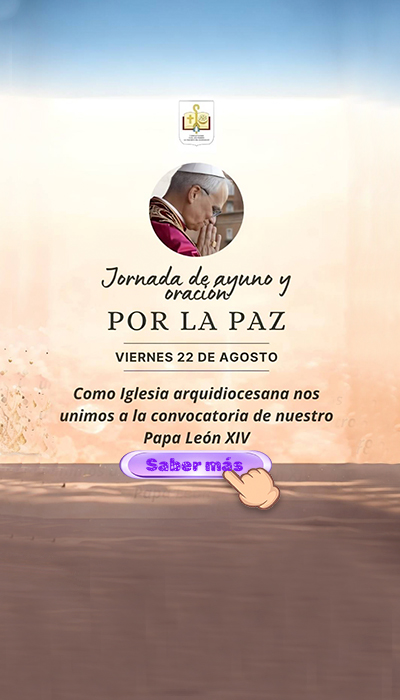 Jornada de ayuno y
oración
POR LA PAZ
VIERNES 22 DE AGOSTO
Como Iglesia arquidiocesana nos
unimos a la convocatoria de nuestro
Papa León XIV
Saber más